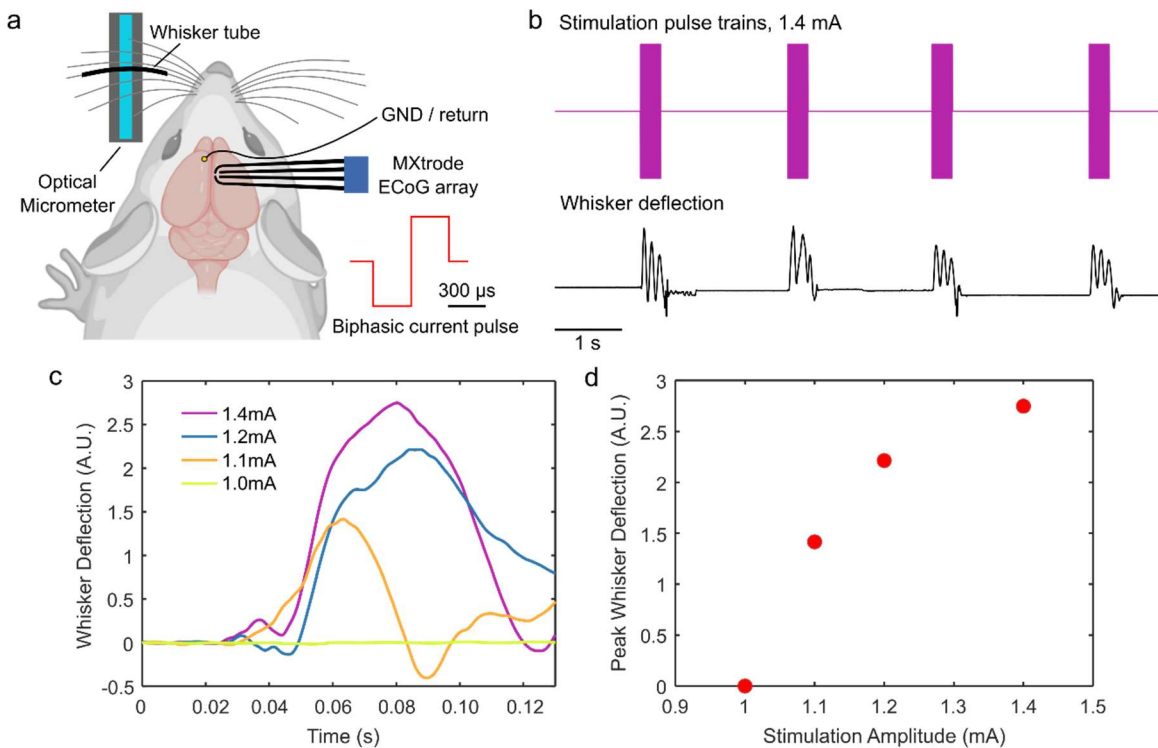 a
Whisker tube
GND / return
MXtrode
ECoG array
Optical
Micrometer
300 µs
Biphasic current pulse
b
Stimulation pulse trains, 1.4 mA
Whisker deflection
1 s
c
3
2.5
2
1.5
1
0.5
0
-0.5
Whisker Deflection (A.U.)
1.4mA
1.2mA
1.1mA
1.0mA
0 0.02 0.04 0.06 0.08 0.10 0.12
Time (s)
d
3
2.5
2
1.5
1
0.5
0
Peak Whisker Deflection (A.U.)
0.9 1 1.1 1.2 1.3 1.4 1.5
Stimulation Amplitude (mA)